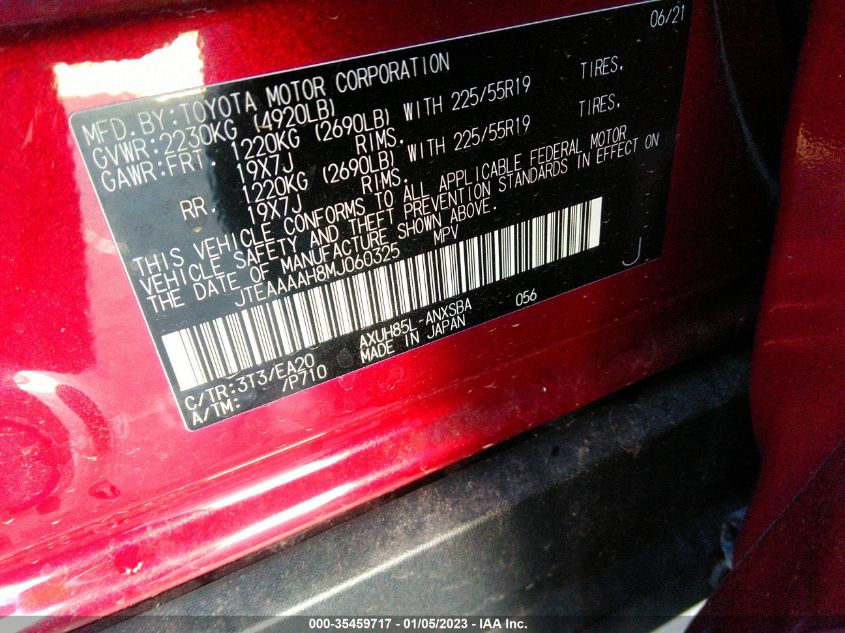 06/21
MFD.BY:TOYOTA MOTOR CORPORATION
GVWR:2230KG (4920LB)
GAWR:FRT. 1220KG (2690LB) WITH 225/55R19 TIRES.
19X7J RIMS.
RR. 1220KG (2690LB) WITH 225/55R19 TIRES.
19X7J RIMS.
THIS VEHICLE CONFORMS TO ALL APPLICABLE FEDERAL MOTOR
VEHICLE SAFETY AND THEFT PREVENTION STANDARDS IN EFFECT ON
THE DATE OF MANUFACTURE SHOWN ABOVE.
JTEAAAAH8MJ060325 MPV
J
056
C/TR:3T3/EA20 AXUH85L-ANXSBA
A/TM: /P710 MADE IN JAPAN
000-35459717 - 01/05/2023 - IAA Inc.